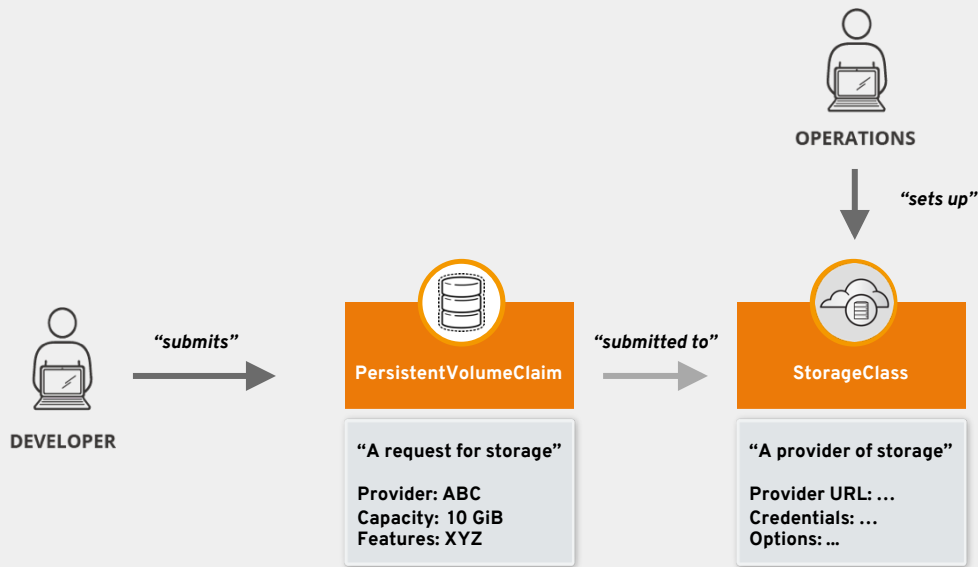 OPERATIONS
“sets up”
DEVELOPER
“submits”
PersistentVolumeClaim
“submitted to”
StorageClass
“A request for storage”
Provider: ABC
Capacity: 10 GiB
Features: XYZ
“A provider of storage”
Provider URL: …
Credentials: …
Options: ...